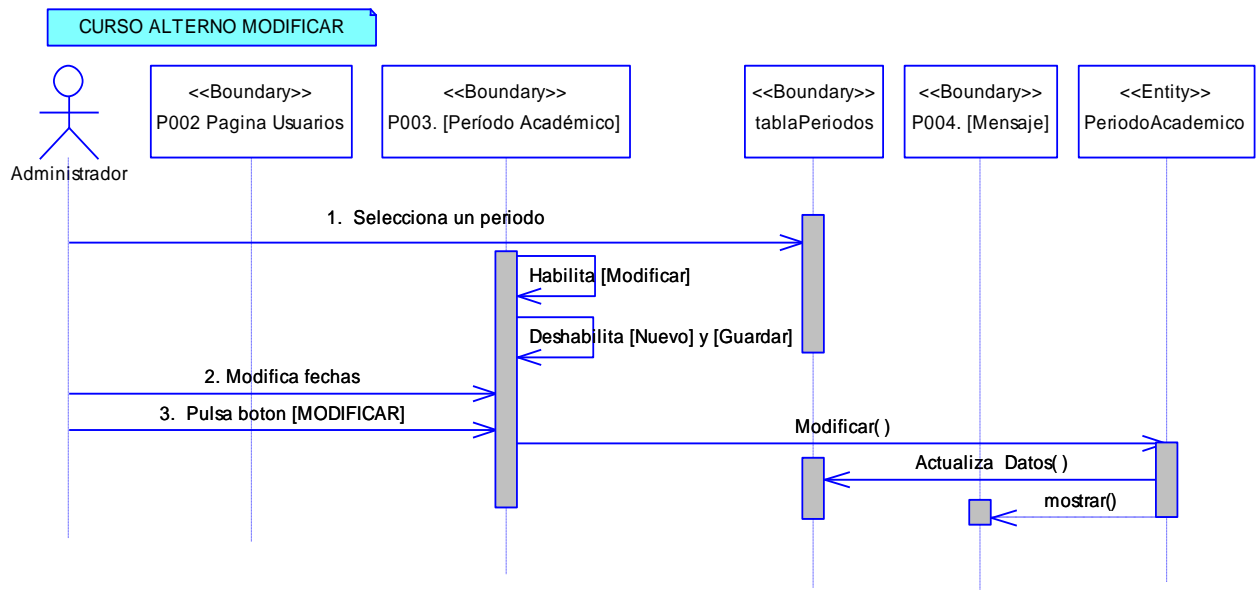 CURSO ALTERNO MODIFICAR
Administrador
<<Boundary>>
P002 Pagina Usuarios
<<Boundary>>
P003. [Período Académico]
<<Boundary>>
tablaPeriodos
<<Boundary>>
P004. [Mensaje]
<<Entity>>
PeriodoAcademico
1. Selecciona un periodo
Habilita [Modificar]
Deshabilita [Nuevo] y [Guardar]
2. Modifica fechas
3. Pulsa boton [MODIFICAR]
Modificar( )
Actualiza Datos( )
mostrar()